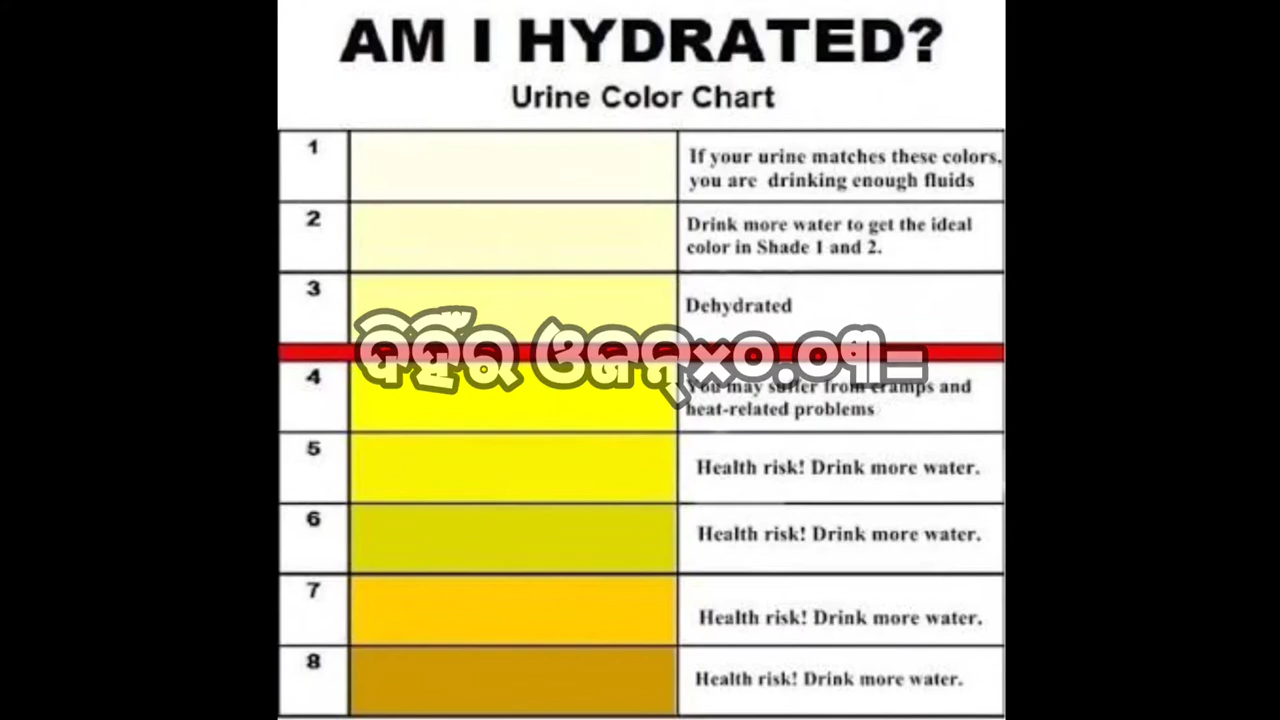 AM I HYDRATED?
Urine Color Chart
1
If your urine matches these colors,
you are drinking enough fluids
2
Drink more water to get the ideal
color in Shade 1 and 2.
3
Dehydrated
ଦିହିଁର ଓଜନ୍×୦.୦୩=
4
You may suffer from cramps and
heat-related problems
5
Health risk! Drink more water.
6
Health risk! Drink more water.
7
Health risk! Drink more water.
8
Health risk! Drink more water.